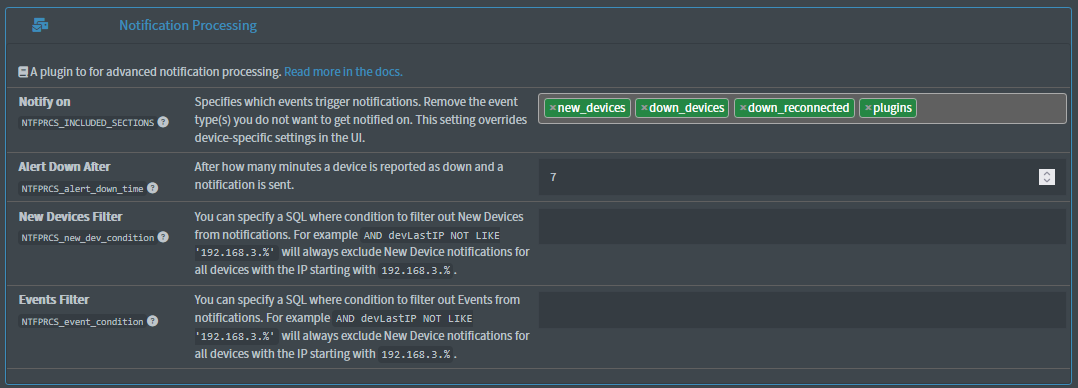 Notification Processing
A plugin to for advanced notification processing. Read more in the docs.
Notify on
NTFPRCS_INCLUDED_SECTIONS ?
Specifies which events trigger notifications. Remove the event
type(s) you do not want to get notified on. This setting overrides
device-specific settings in the UI.
×new_devices ×down_devices ×down_reconnected ×plugins
Alert Down After
NTFPRCS_alert_down_time ?
After how many minutes a device is reported as down and a
notification is sent.
7
New Devices Filter
NTFPRCS_new_dev_condition ?
You can specify a SQL where condition to filter out New Devices
from notifications. For example AND devLastIP NOT LIKE
'192.168.3.%' will always exclude New Device notifications for
all devices with the IP starting with 192.168.3.%.
Events Filter
NTFPRCS_event_condition ?
You can specify a SQL where condition to filter out Events from
notifications. For example AND devLastIP NOT LIKE
'192.168.3.%' will always exclude New Device notifications for
all devices with the IP starting with 192.168.3.%.